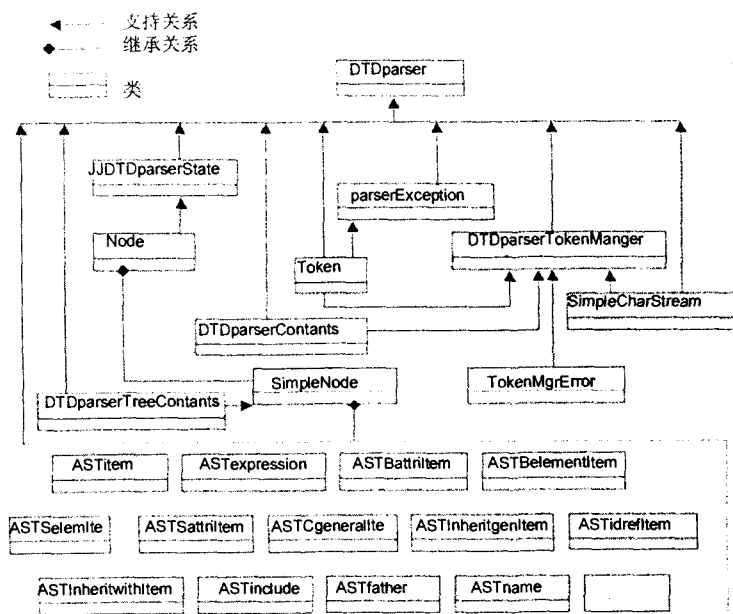 支持关系
继承关系
类
DTDparser
JJDTDparserState
parserException
Node
DTDparserTokenManger
Token
SimpleCharStream
DTDparserContants
SimpleNode
TokenMgrError
DTDparserTreeContants
ASTitem
ASTexpression
ASTBattriItem
ASTBelementItem
ASTSelemIte
ASTSattriItem
ASTCgeneralIte
ASTInheritgenItem
ASTidrefItem
ASTInheritwithItem
ASTinclude
ASTfather
ASTname